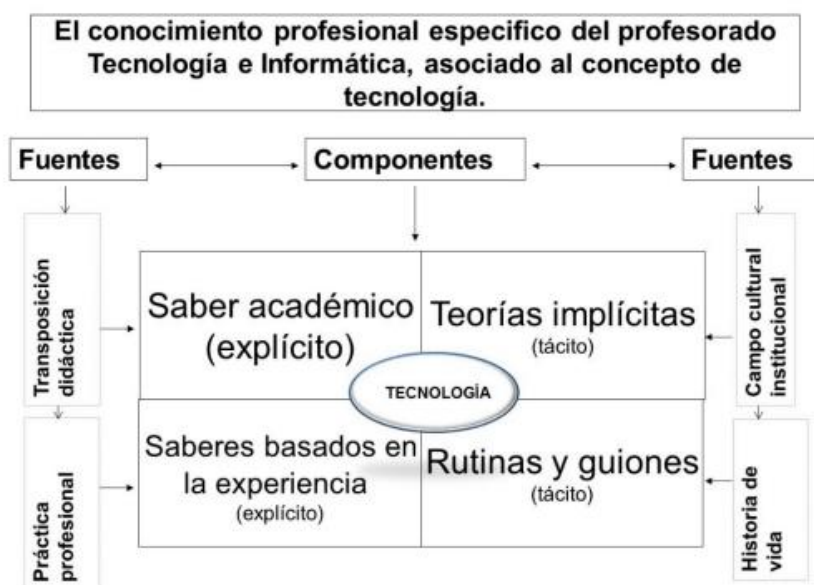 El conocimiento profesional especifico del profesorado
Tecnología e Informática, asociado al concepto de
tecnología.
Fuentes
Componentes
Fuentes
Transposición
didáctica
Saber académico
(explícito)
Teorías implícitas
(tácito)
Campo cultural
institucional
TECNOLOGÌA
Práctica
profesional
Saberes basados en
la experiencia
(explícito)
Rutinas y guiones
(tácito)
Historia de
vida